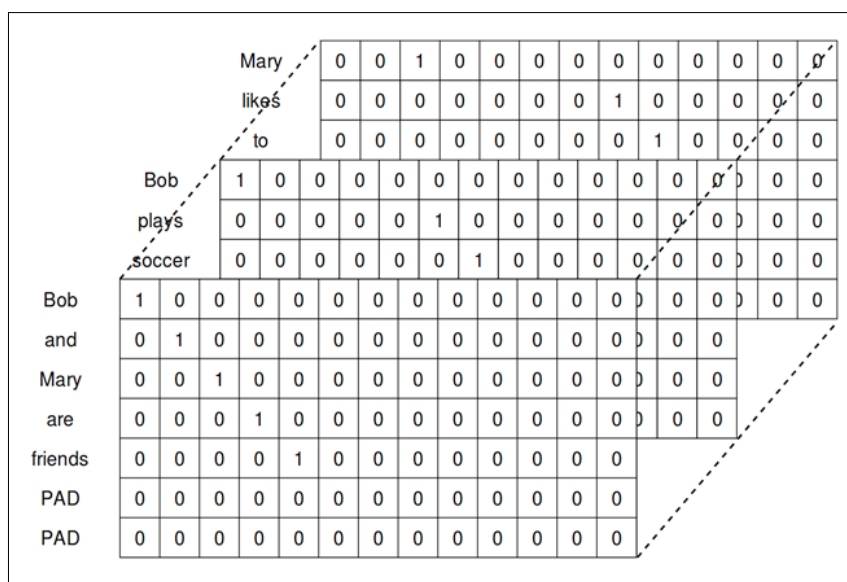 Mary 0 0 1 0 0 0 0 0 0 0 0 0 0
likes 0 0 0 0 0 0 0 1 0 0 0 0 0
to 0 0 0 0 0 0 0 0 1 0 0 0 0
Bob 1 0 0 0 0 0 0 0 0 0 0 0 0 0 0 0
plays 0 0 0 0 0 1 0 0 0 0 0 0 0 0 0 0
soccer 0 0 0 0 0 0 1 0 0 0 0 0 0 0 0 0
Bob 1 0 0 0 0 0 0 0 0 0 0 0 0 0 0 0 0 0 0
and 0 1 0 0 0 0 0 0 0 0 0 0 0 0 0 0
Mary 0 0 1 0 0 0 0 0 0 0 0 0 0 0 0 0
are 0 0 0 1 0 0 0 0 0 0 0 0 0 0 0 0
friends 0 0 0 0 1 0 0 0 0 0 0 0 0
PAD 0 0 0 0 0 0 0 0 0 0 0 0 0
PAD 0 0 0 0 0 0 0 0 0 0 0 0 0